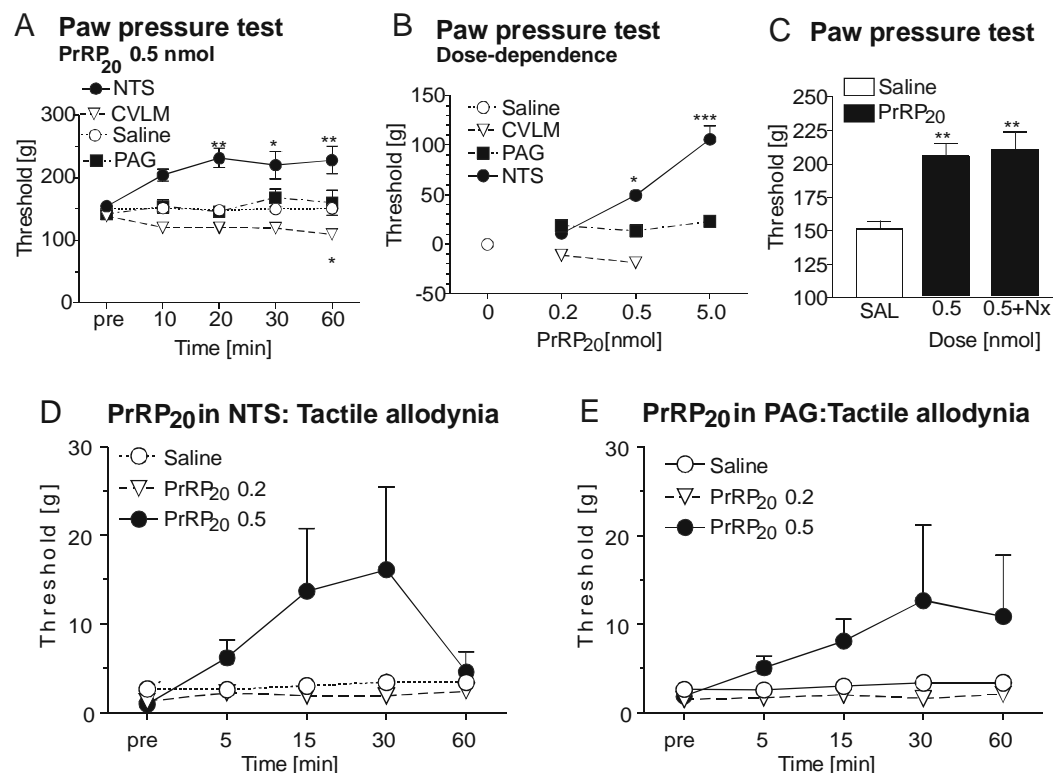 A Paw pressure test
PrRP20 0.5 nmol
NTS
CVLM
Saline
PAG
300
200
100
0
Threshold [g]
**
*
**
*
pre 10 20 30 60
Time [min]
B Paw pressure test
Dose-dependence
Saline
CVLM
PAG
NTS
150
100
50
0
-50
Threshold [g]
*
***
0 0.2 0.5 5.0
PrRP20[nmol]
C Paw pressure test
Saline
PrRP20
250
225
200
175
150
125
100
Threshold [g]
** **
SAL 0.5 0.5+Nx
Dose [nmol]
D PrRP20 in NTS: Tactile allodynia
Saline
PrRP20 0.2
PrRP20 0.5
30
20
10
0
Threshold [g]
pre 5 15 30 60
Time [min]
E PrRP20 in PAG:Tactile allodynia
Saline
PrRP20 0.2
PrRP20 0.5
30
20
10
0
Threshold [g]
pre 5 15 30 60
Time [min]